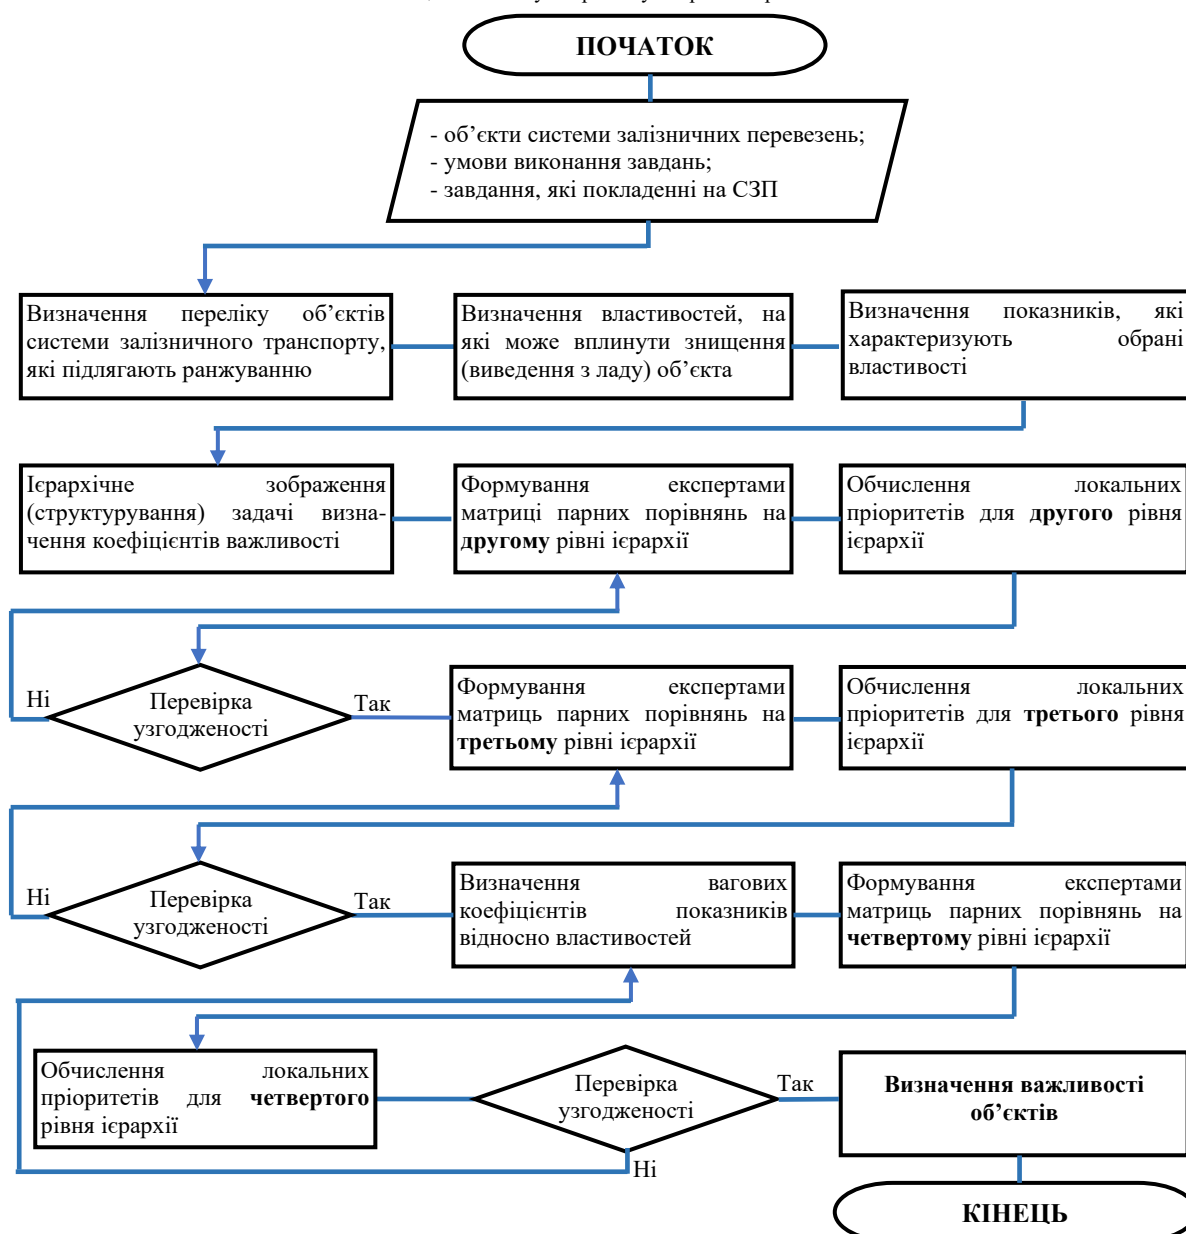 ПОЧАТОК
- об’єкти системи залізничних перевезень;
- умови виконання завдань;
- завдання, які покладенні на СЗП
Визначення переліку об’єктів
системи залізничного транспорту,
які підлягають ранжуванню
Визначення властивостей, на
які може вплинути знищення
(виведення з ладу) об’єкта
Визначення показників, які
характеризують обрані
властивості
Ієрархічне зображення
(структурування) задачі визна-
чення коефіцієнтів важливості
Формування експертами
матриці парних порівнянь на
другому рівні ієрархії
Обчислення локальних
пріоритетів для другого рівня
ієрархії
Ні
Перевірка
узгодженості
Так
Формування експертами
матриць парних порівнянь на
третьому рівні ієрархії
Обчислення локальних
пріоритетів для третього рівня
ієрархії
Ні
Перевірка
узгодженості
Так
Визначення вагових
коефіцієнтів показників
відносно властивостей
Формування експертами
матриць парних порівнянь на
четвертому рівні ієрархії
Обчислення локальних
пріоритетів для четвертого
рівня ієрархії
Перевірка
узгодженості
Так
Ні
Визначення важливості
об’єктів
КІНЕЦЬ